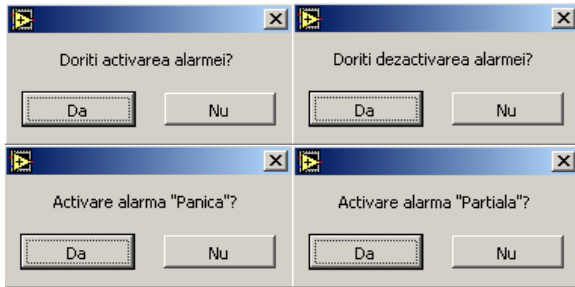 Doriti activarea alarmei?
Da Nu
Doriti dezactivarea alarmei?
Da Nu
Activare alarma "Panica"?
Da Nu
Activare alarma "Partiala"?
Da Nu